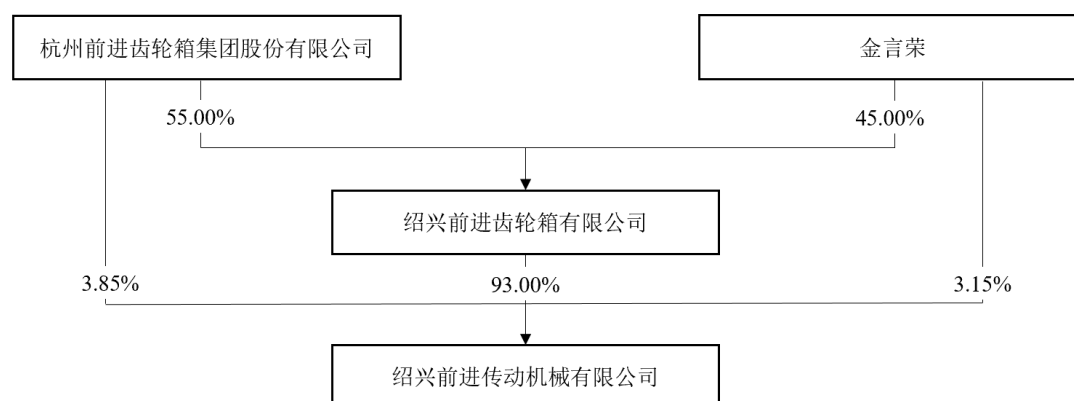 杭州前进齿轮箱集团股份有限公司
金言荣
55.00%
45.00%
绍兴前进齿轮箱有限公司
3.85%
93.00%
3.15%
绍兴前进传动机械有限公司